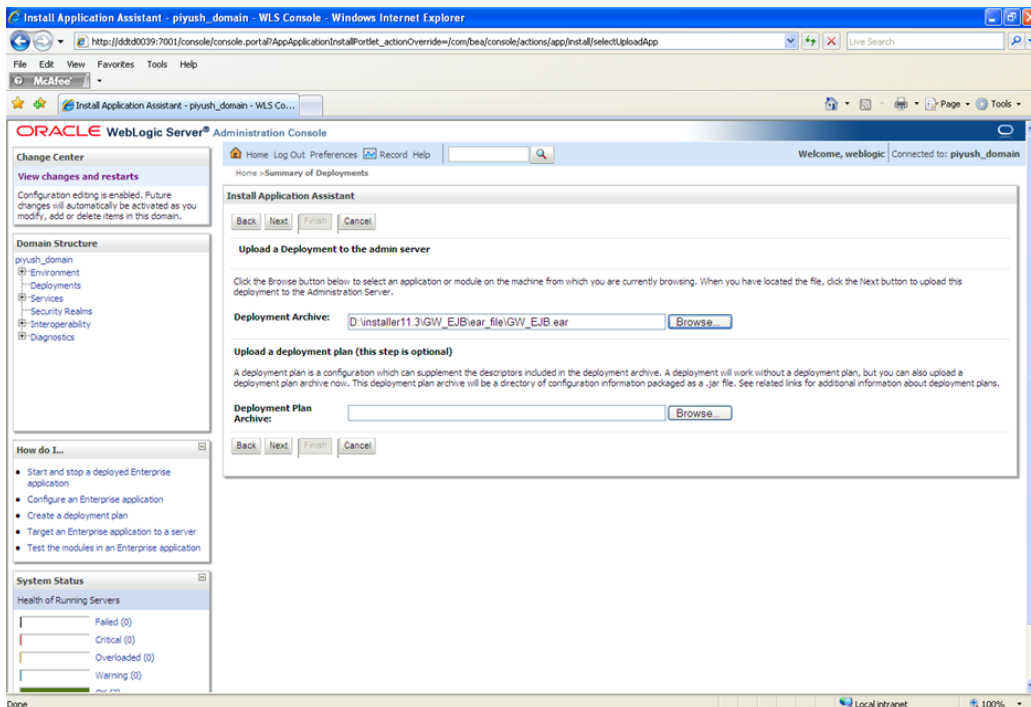 Install Application Assistant - piyush_domain - WLS Console - Windows Internet Explorer
http://ddtd0039:7001/console/console.portal?AppApplicationInstallPortlet_actionOverride=/com/bea/console/actions/app/install/selectUploadApp
Live Search
File Edit View Favorites Tools Help
McAfee
Install Application Assistant - piyush_domain - WLS Co...
Page Tools
ORACLE WebLogic Server® Administration Console
Change Center
View changes and restarts
Configuration editing is enabled. Future
changes will automatically be activated as you
modify, add or delete items in this domain.
Domain Structure
piyush_domain
Environment
Deployments
Services
Security Realms
Interoperability
Diagnostics
How do I...
Start and stop a deployed Enterprise
application
Configure an Enterprise application
Create a deployment plan
Target an Enterprise application to a server
Test the modules in an Enterprise application
System Status
Health of Running Servers
Failed (0)
Critical (0)
Overloaded (0)
Warning (0)
Home Log Out Preferences Record Help
Welcome, weblogic Connected to: piyush_domain
Home >Summary of Deployments
Install Application Assistant
Back Next Finish Cancel
Upload a Deployment to the admin server
Click the Browse button below to select an application or module on the machine from which you are currently browsing. When you have located the file, click the Next button to upload this
deployment to the Administration Server.
Deployment Archive: D:\installer11.3\GW_EJB\ear_file\GW_EJB.ear Browse...
Upload a deployment plan (this step is optional)
A deployment plan is a configuration which can supplement the descriptors included in the deployment archive. A deployment will work without a deployment plan, but you can also upload a
deployment plan archive now. This deployment plan archive will be a directory of configuration information packaged as a .jar file. See related links for additional information about deployment plans.
Deployment Plan
Archive: Browse...
Back Next Finish Cancel
Done
Local intranet
100%